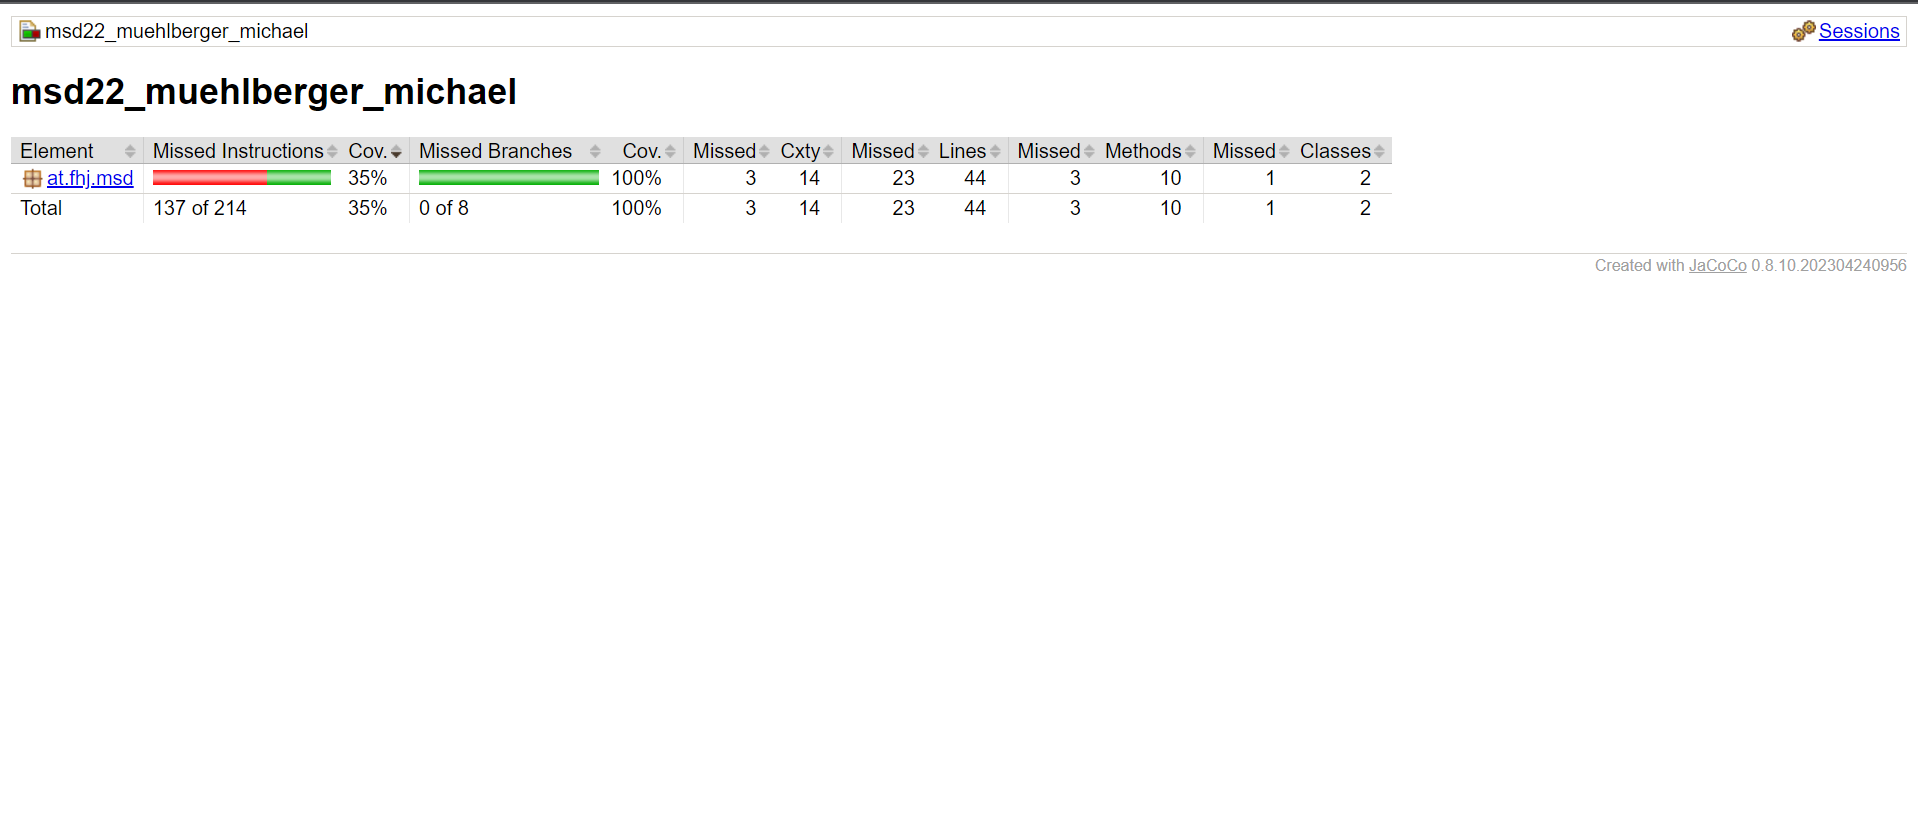 msd22_muehlberger_michael Sessions
msd22_muehlberger_michael
Element Missed Instructions Cov. Missed Branches Cov. Missed Cxty Missed Lines Missed Methods Missed Classes
at.fhj.msd 35% 100% 3 14 23 44 3 10 1 2
Total 137 of 214 35% 0 of 8 100% 3 14 23 44 3 10 1 2
Created with JaCoCo 0.8.10.202304240956